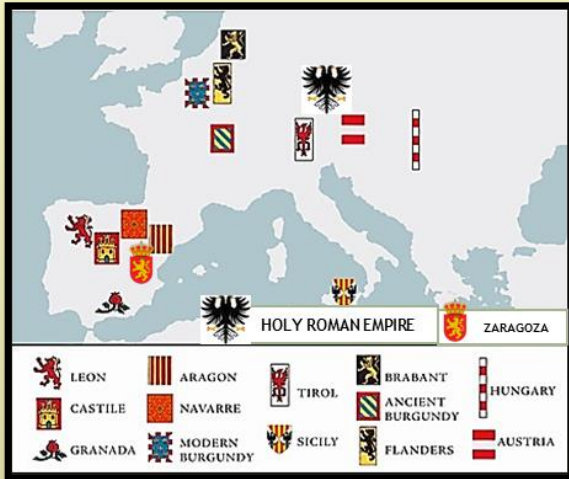 HOLY ROMAN EMPIRE
ZARAGOZA
LEON
ARAGON
TIROL
BRABANT
HUNGARY
CASTILE
NAVARRE
ANCIENT
BURGUNDY
GRANADA
MODERN
BURGUNDY
SICILY
FLANDERS
AUSTRIA